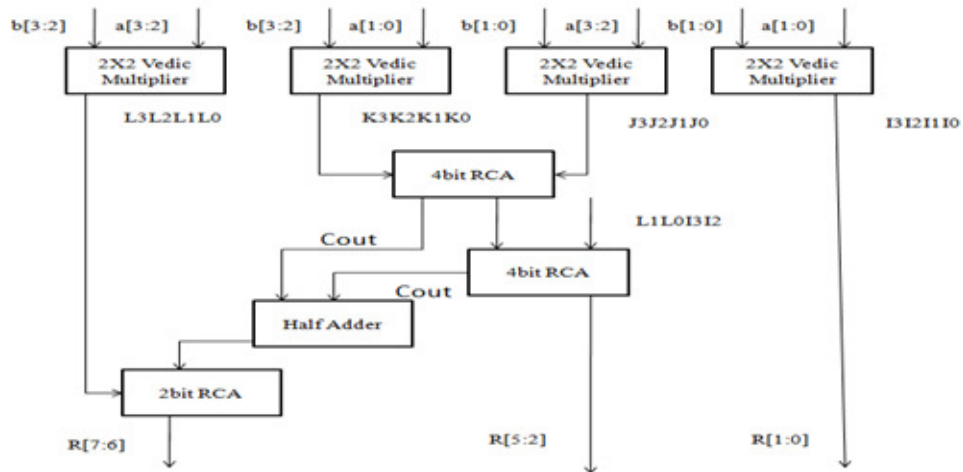 b[3:2] a[3:2] b[3:2] a[1:0] b[1:0] a[3:2] b[1:0] a[1:0]
2X2 Vedic
Multiplier
2X2 Vedic
Multiplier
2X2 Vedic
Multiplier
2X2 Vedic
Multiplier
L3L2L1L0
K3K2K1K0
J3J2J1J0
I3I2I1I0
4bit RCA
L1L0I3I2
Cout
4bit RCA
Cout
Half Adder
2bit RCA
R[7:6]
R[5:2]
R[1:0]